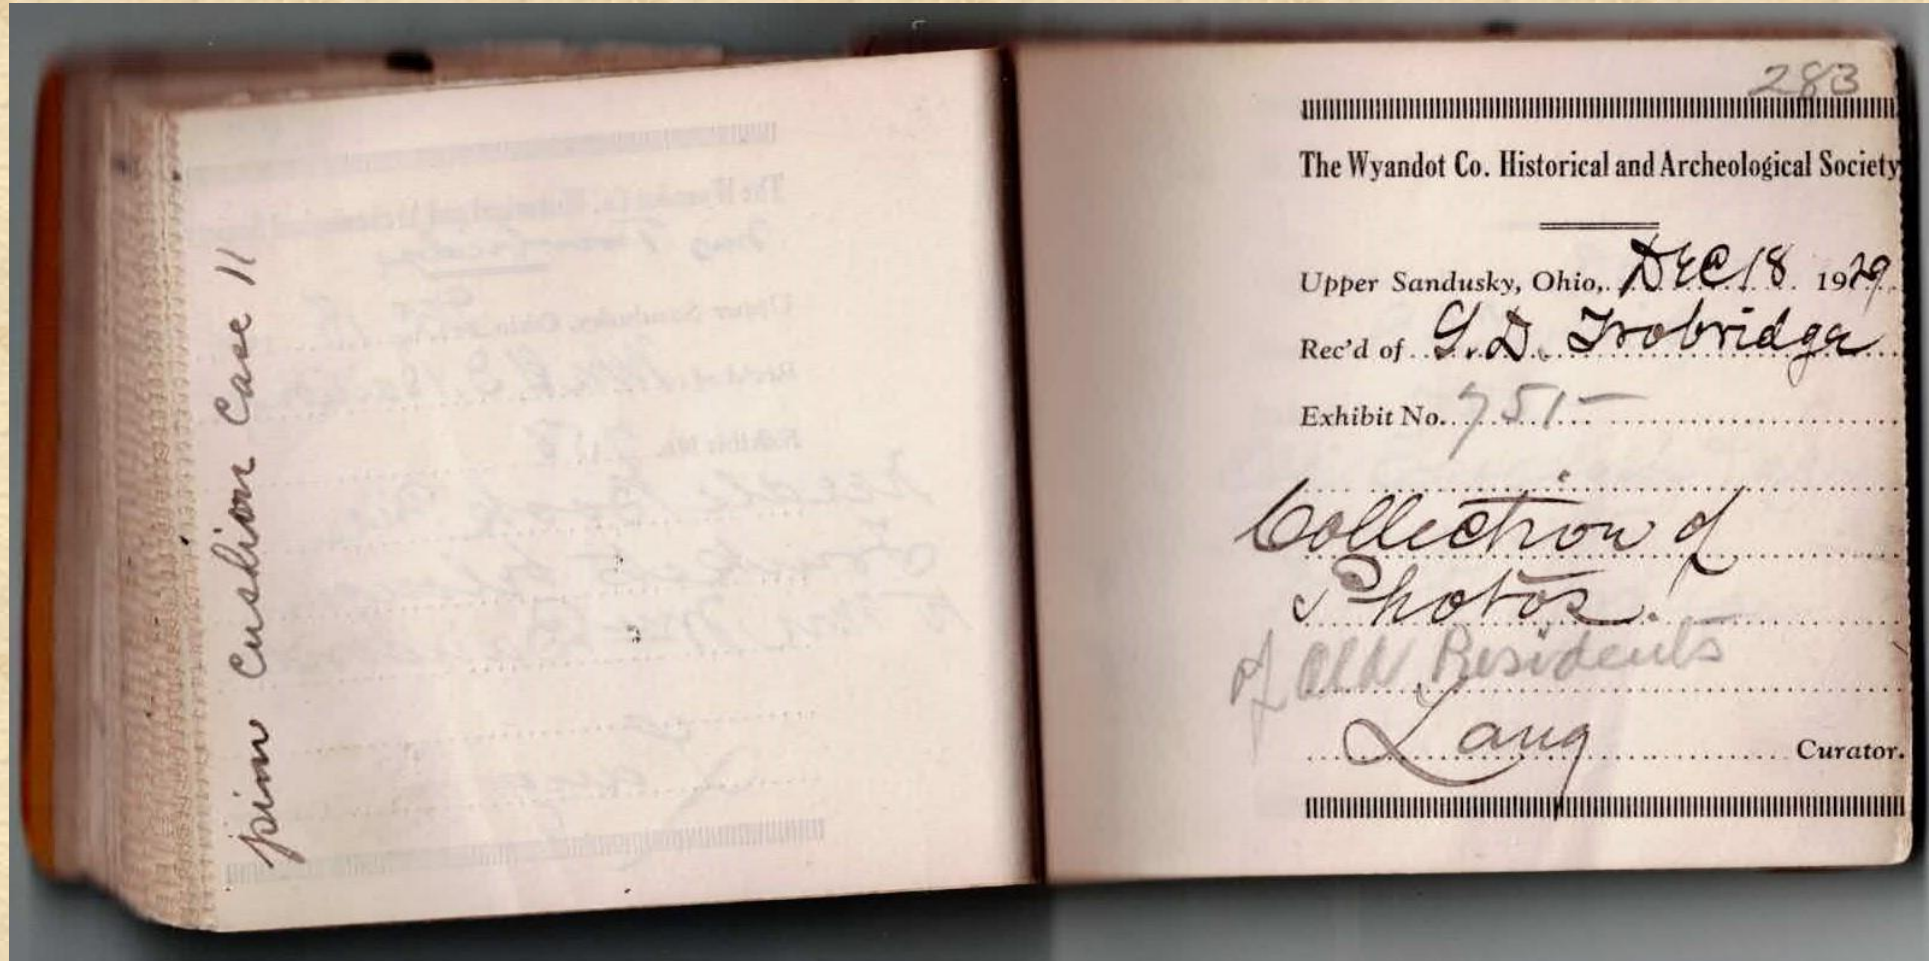 pin Cushion Case 11
283
The Wyandot Co. Historical and Archeological Society
Upper Sandusky, Ohio, DEC 18 1929
Rec'd of G. D. Trobridge
Exhibit No. 751-
Collection of
Photos.
of Old Residents
Lang Curator.